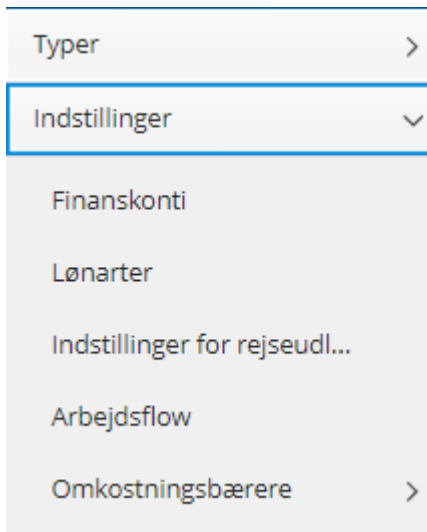 Typer
Indstillinger
Finanskonti
Lønarter
Indstillinger for rejseudl...
Arbejdsflow
Omkostningsbærere